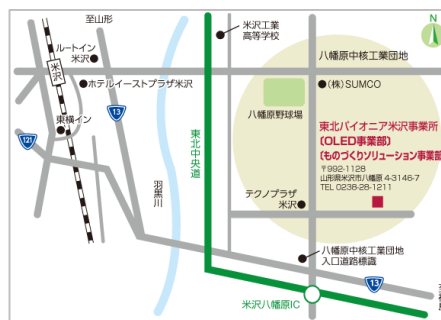 至山形
N
米沢工業
高等学校
ルートイン
米沢
米沢
八幡原中核工業団地
ホテルイーストプラザ米沢
(株)SUMCO
13
八幡原野球場
東横イン
121
東北中央道
東北パイオニア米沢事業所
〔OLED事業部〕
〔ものづくりソリューション事業部
〒992-1128
山形県米沢市八幡原 4-3146-7
TEL 0238-28-1211
羽黒川
テクノプラザ
米沢
八幡原中核工業団地
入口道路標識
13
米沢八幡原IC